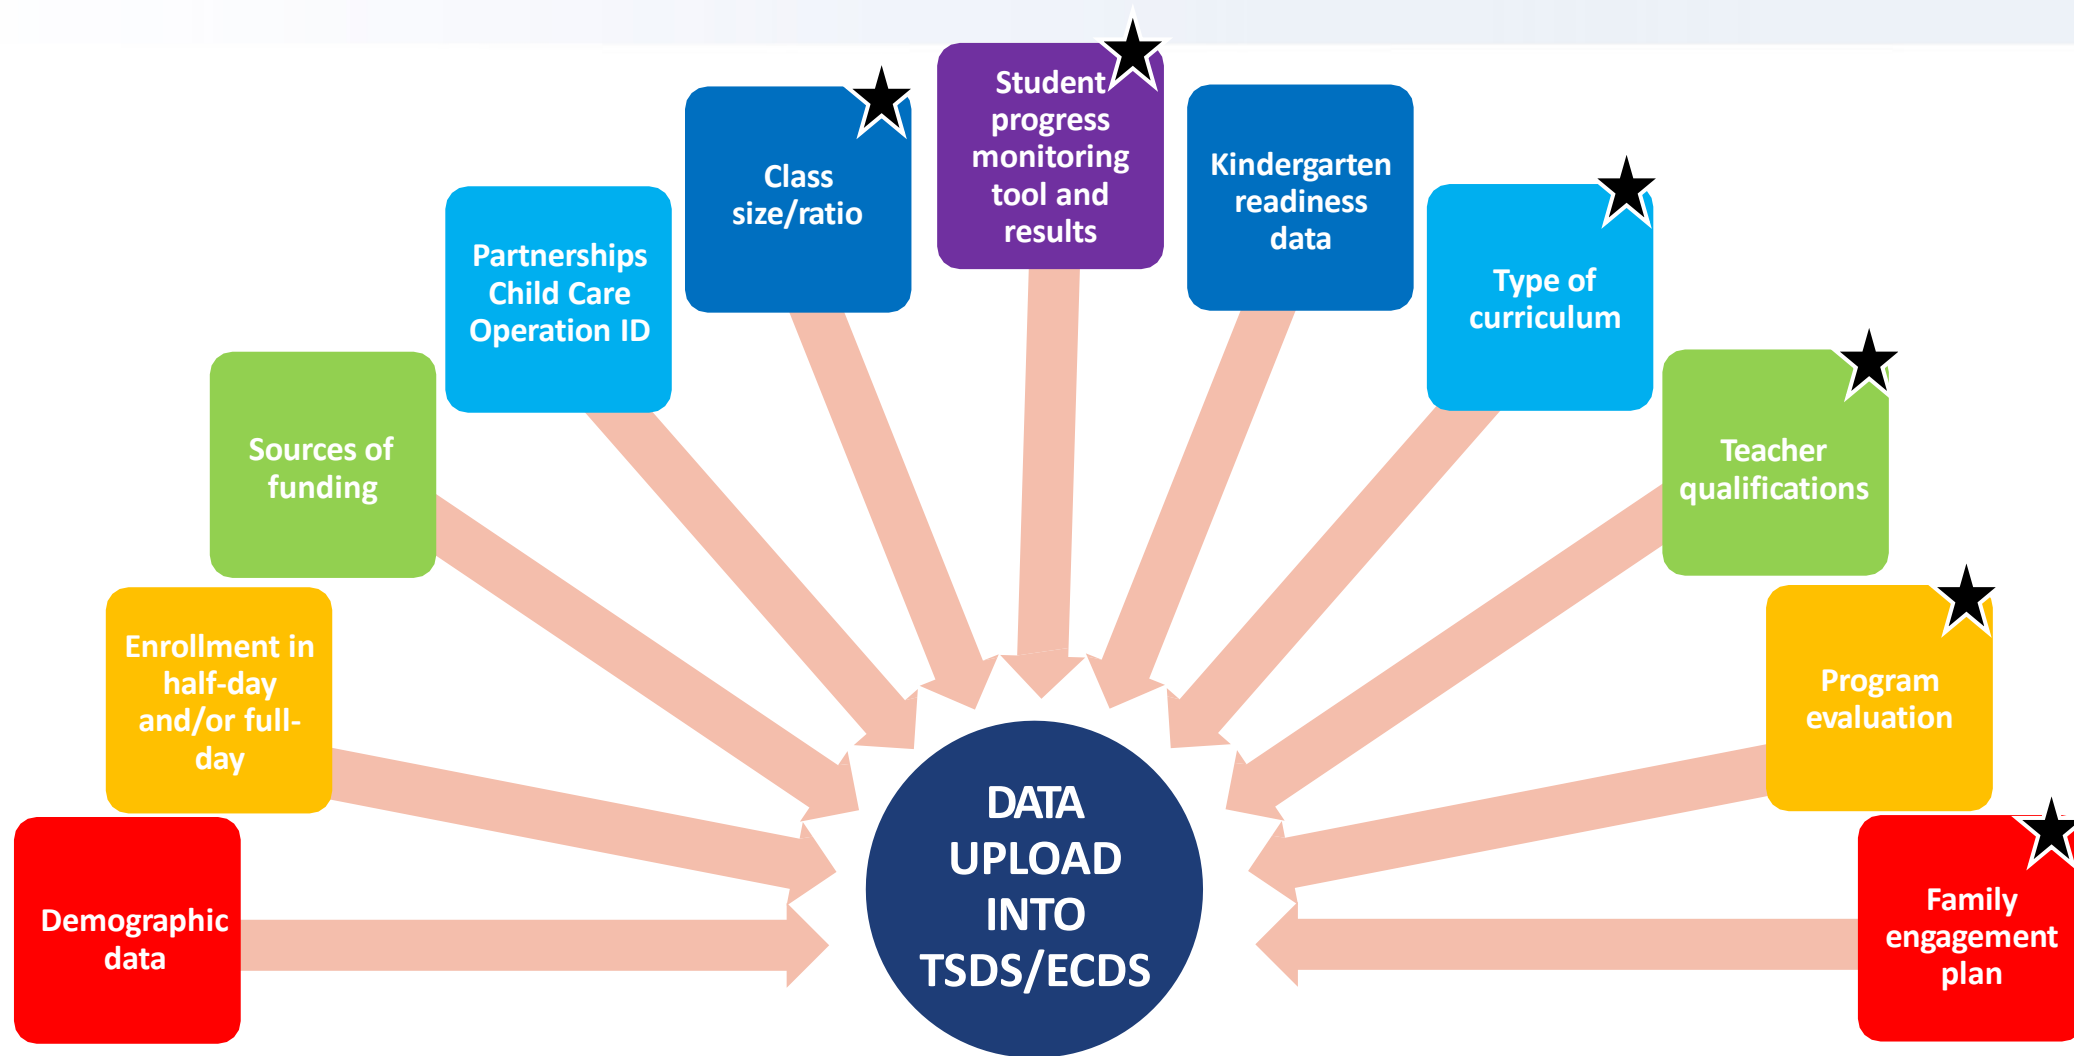 Demographic
data
Enrollment in
half-day
and/or full-
day
Sources of
funding
Partnerships
Child Care
Operation ID
Class
size/ratio
Student
progress
monitoring
tool and
results
Kindergarten
readiness
data
Type of
curriculum
Teacher
qualifications
Program
evaluation
Family
engagement
plan
DATA
UPLOAD
INTO
TSDS/ECDS